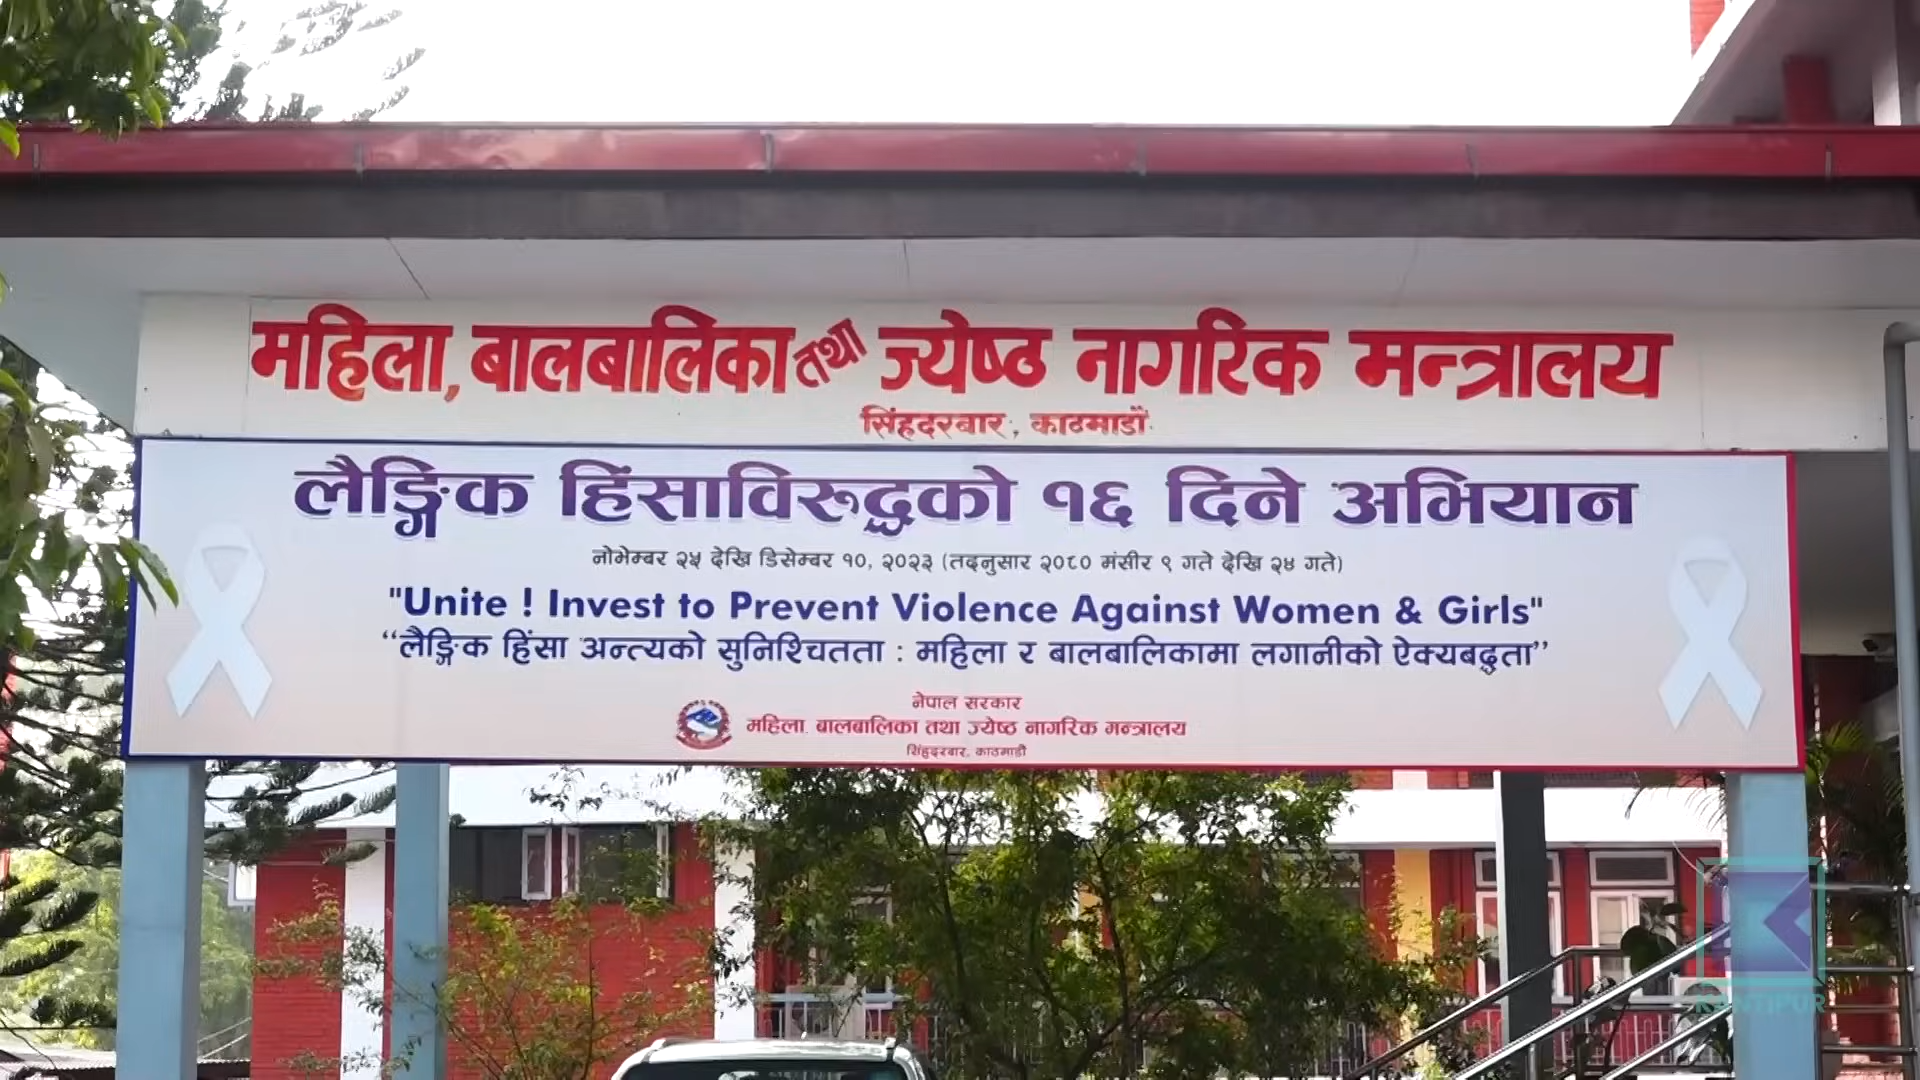 महिला, बालबालिका तथा ज्येष्ठ नागरिक मन्त्रालय
सिंहदरबार, काठमाडौं
लैङ्गिक हिंसाविरुद्धको १६ दिने अभियान
नोभेम्बर २५ देखि डिसेम्बर १०, २०२३ (तदनुसार २०८० मंसीर ९ गते देखि २४ गते)
"Unite ! Invest to Prevent Violence Against Women & Girls"
“लैङ्गिक हिंसा अन्त्यको सुनिश्चितता : महिला र बालबालिकामा लगानीको ऐक्यबद्धता”
नेपाल सरकार
महिला, बालबालिका तथा ज्येष्ठ नागरिक मन्त्रालय
सिंहदरबार, काठमाडौं
KANTIPUR